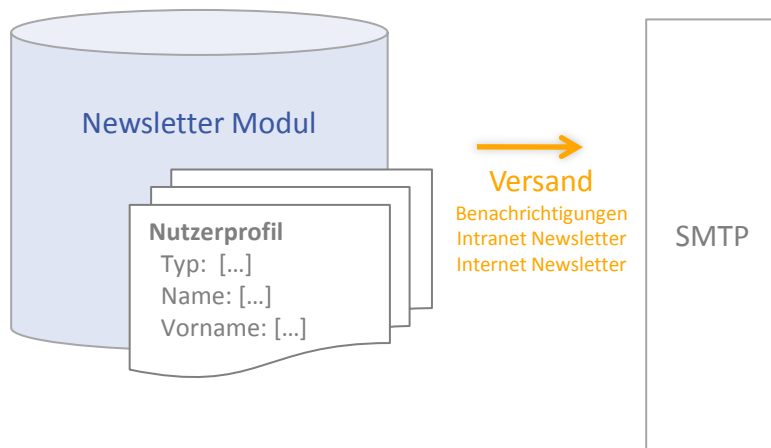 Newsletter Modul
Nutzerprofil
Typ: […]
Name: […]
Vorname: […]
Versand
Benachrichtigungen
Intranet Newsletter
Internet Newsletter
SMTP